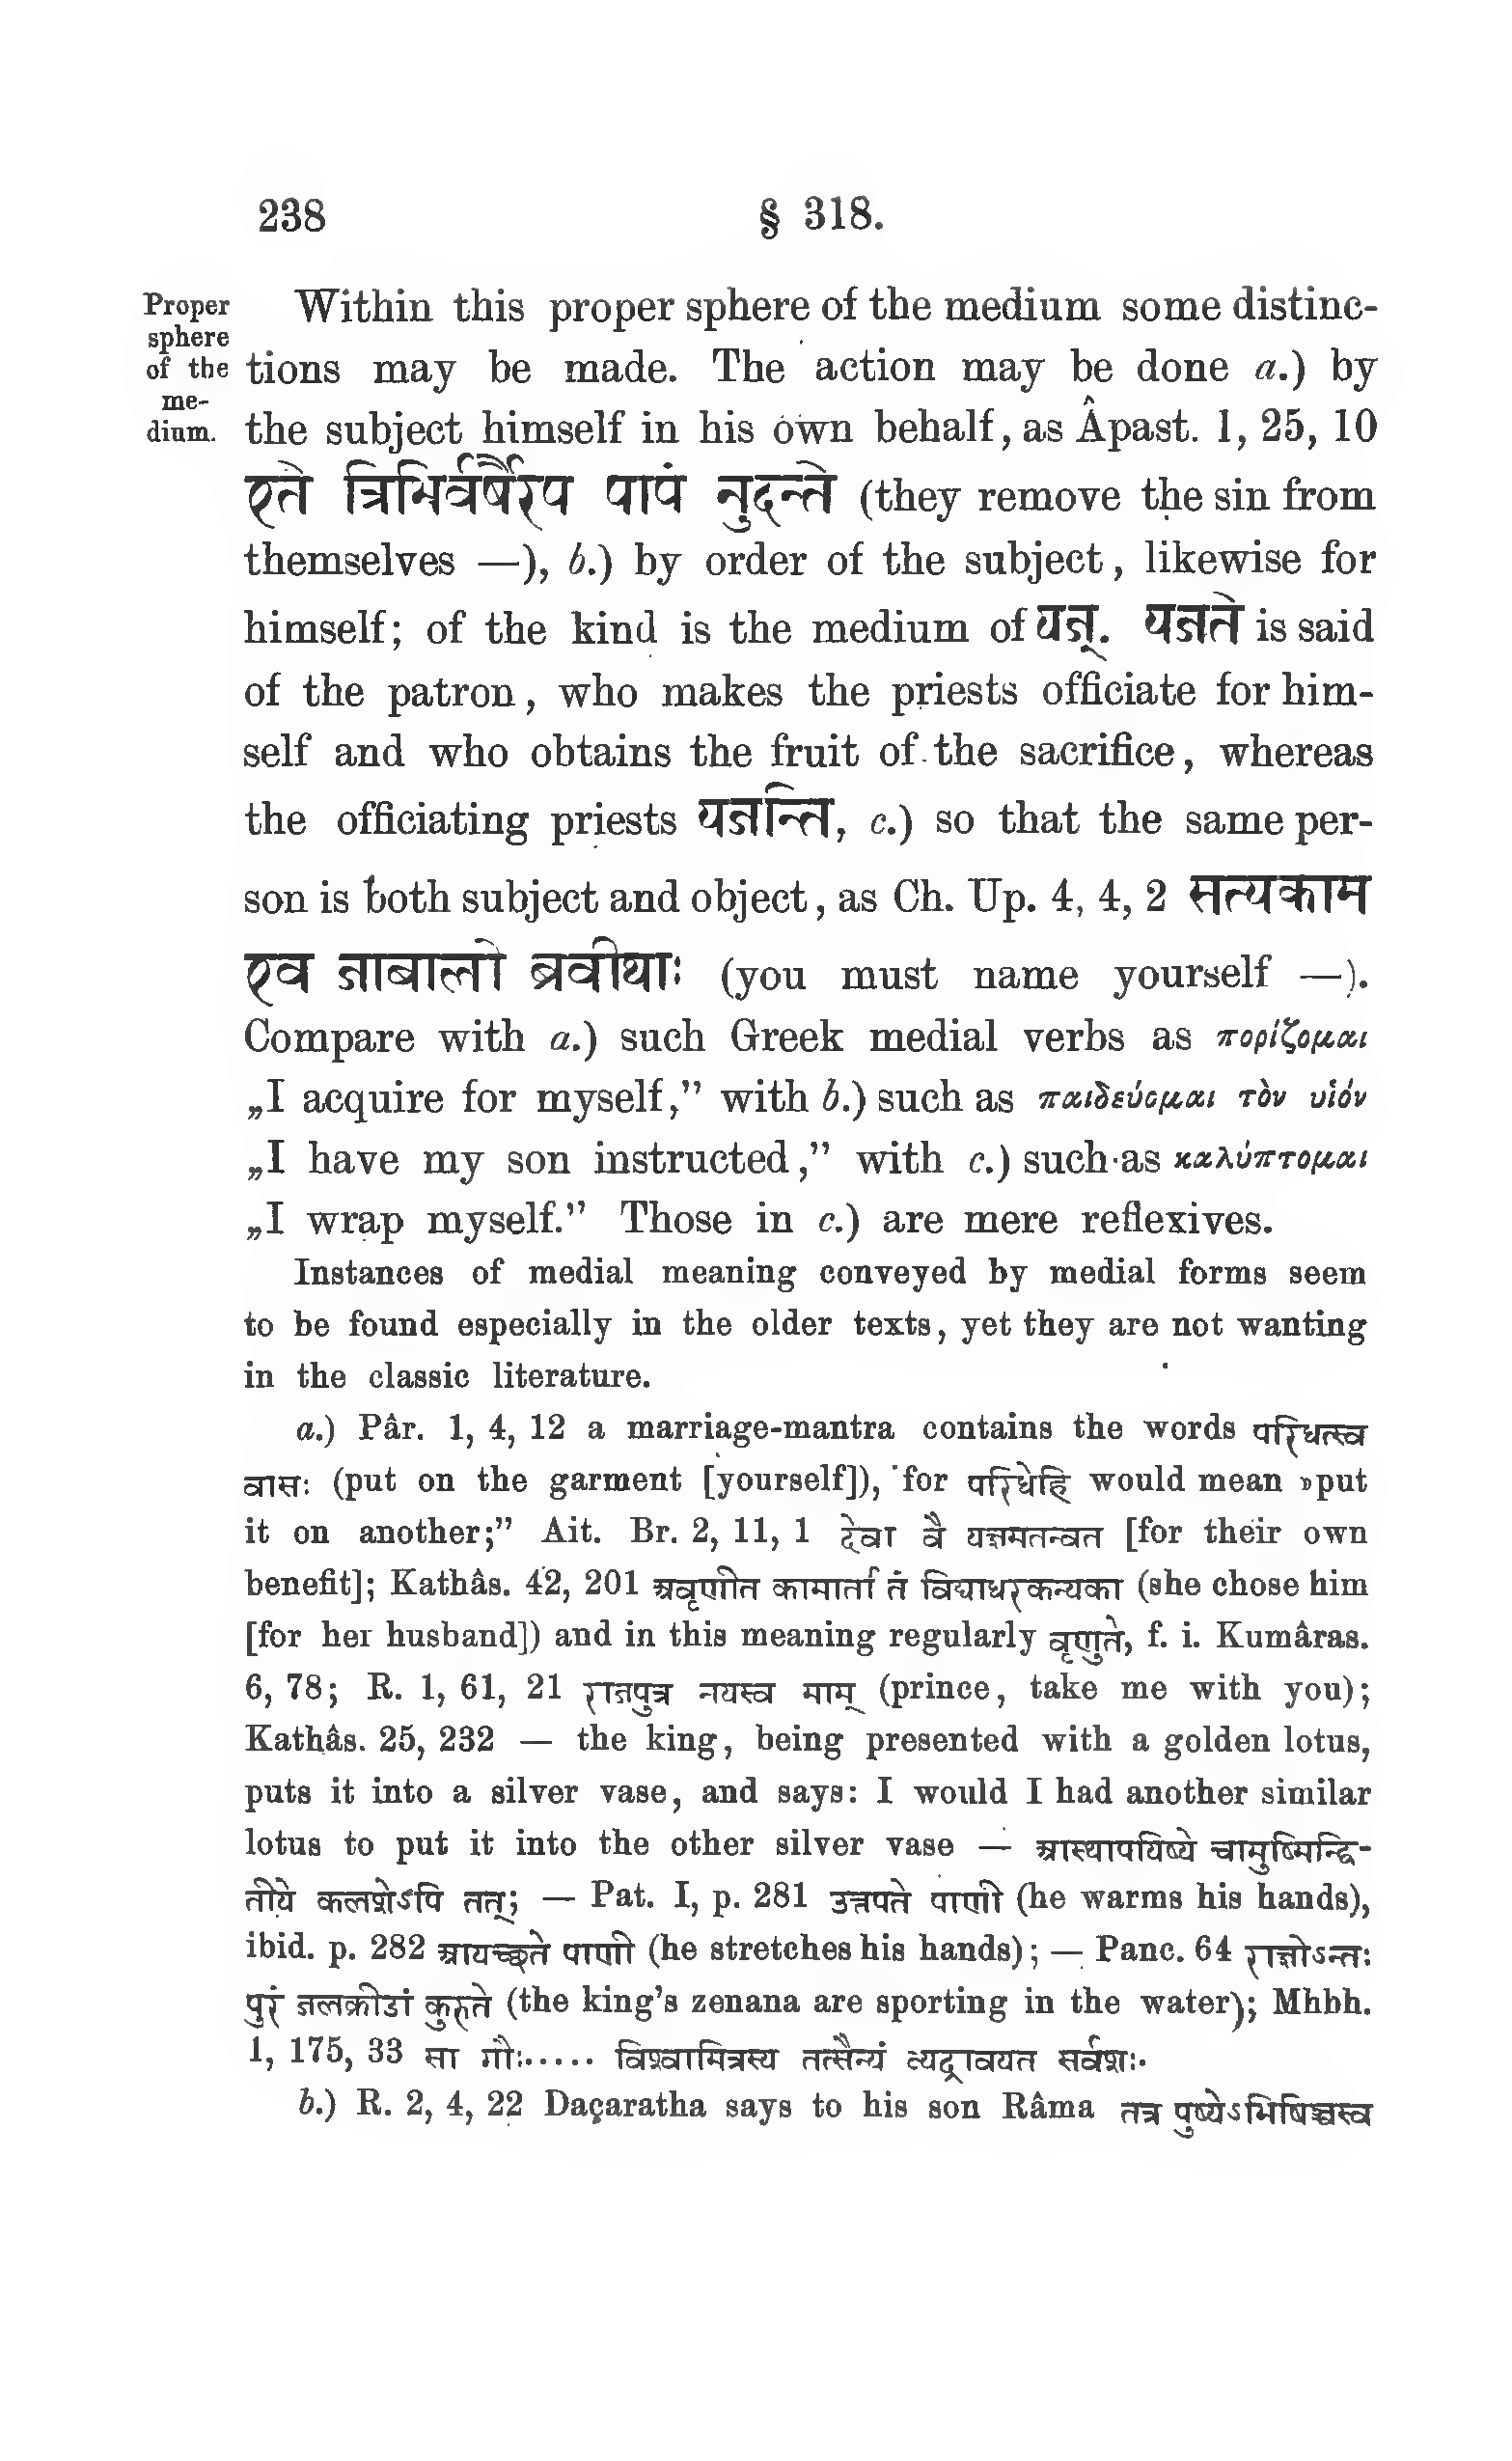 238
§ 318.
Proper
sphere
of the
me-
dium.
Within this proper sphere of the medium some distinc-
tions may be made. The action may be done a.) by
the subject himself in his own behalf, as Âpast. 1, 25, 10
एते त्रिभिर्वर्षैरप पापं नुदन्ते (they remove the sin from
themselves —), b.) by order of the subject, likewise for
himself; of the kind is the medium of यज्. यजते is said
of the patron, who makes the priests officiate for him-
self and who obtains the fruit of the sacrifice, whereas
the officiating priests यजन्ति, c.) so that the same per-
son is both subject and object, as Ch. Up. 4, 4, 2 सत्यकाम
एव जाबालो ब्रवीथाः (you must name yourself —).
Compare with a.) such Greek medial verbs as πορίζομαι
„I acquire for myself,” with b.) such as παιδεύομαι τὸν υἱόν
„I have my son instructed,” with c.) such as καλύπτομαι
„I wrap myself.” Those in c.) are mere reflexives.
Instances of medial meaning conveyed by medial forms seem
to be found especially in the older texts, yet they are not wanting
in the classic literature.
a.) Pâr. 1, 4, 12 a marriage-mantra contains the words परिधत्स्व
वासः (put on the garment [yourself]), for परिधेहि would mean »put
it on another;” Ait. Br. 2, 11, 1 देवा वै यज्ञमतन्वत [for their own
benefit]; Kathâs. 42, 201 अवृणीत कामार्ता तं विद्याधरकन्यका (she chose him
[for her husband]) and in this meaning regularly वृणुते, f. i. Kumâras.
6, 78; R. 1, 61, 21 राजपुत्र नयस्व माम् (prince, take me with you);
Kathâs. 25, 232 — the king, being presented with a golden lotus,
puts it into a silver vase, and says: I would I had another similar
lotus to put it into the other silver vase — अस्थापयिष्ये चामुष्मिन्द्वि-
तीये कलशेऽपि तत्; — Pat. I, p. 281 उत्तपते पाणी (he warms his hands),
ibid. p. 282 आयच्छते पाणी (he stretches his hands); — Panc. 64 राज्ञोऽन्तः
पुरं जलक्रीडां कुरुते (the king’s zenana are sporting in the water); Mhbh.
1, 175, 33 सा गौः..... विश्वामित्रस्य तत्सैन्यं व्यद्रावयत सर्वशः.
b.) R. 2, 4, 22 Daçaratha says to his son Râma तत्र पुष्येऽभिषिञ्चस्व